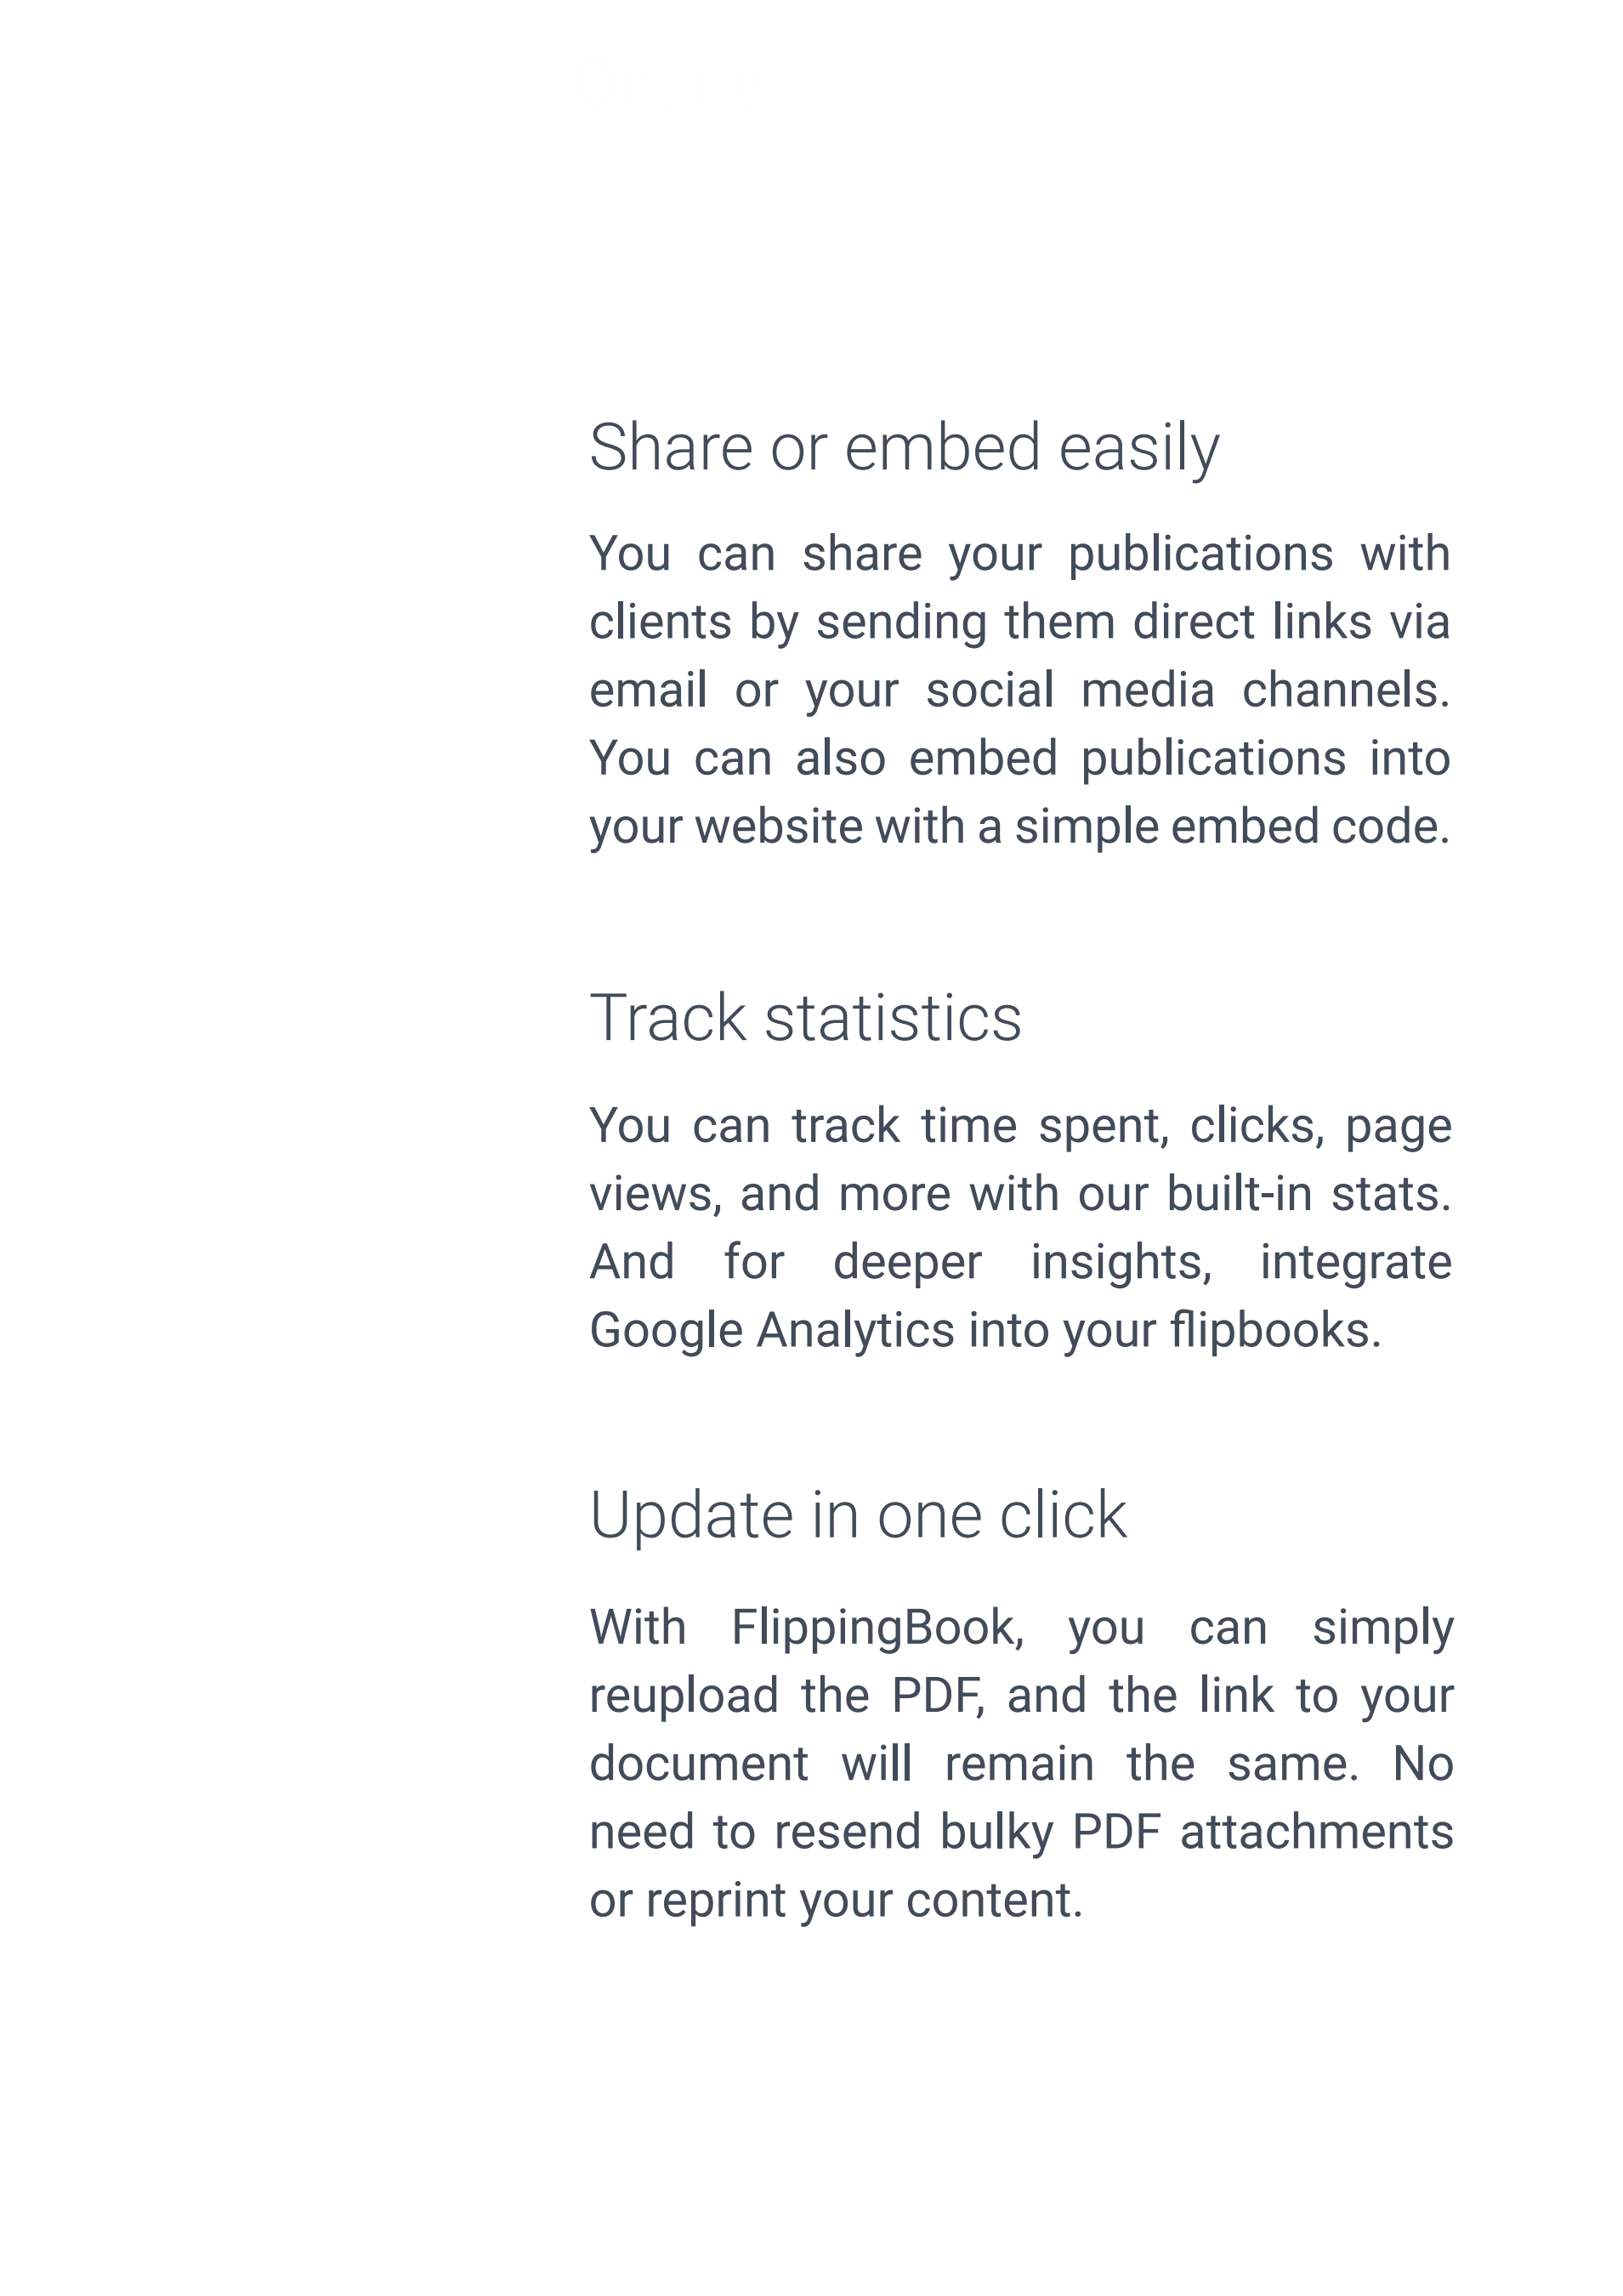 Share or embed easily
You can share your publications with
clients by sending them direct links via
email or your social media channels.
You can also embed publications into
your website with a simple embed code.
Track statistics
You can track time spent, clicks, page
views, and more with our built-in stats.
And for deeper insights, integrate
Google Analytics into your flipbooks.
Update in one click
With FlippingBook, you can simply
reupload the PDF, and the link to your
document will remain the same. No
need to resend bulky PDF attachments
or reprint your content.